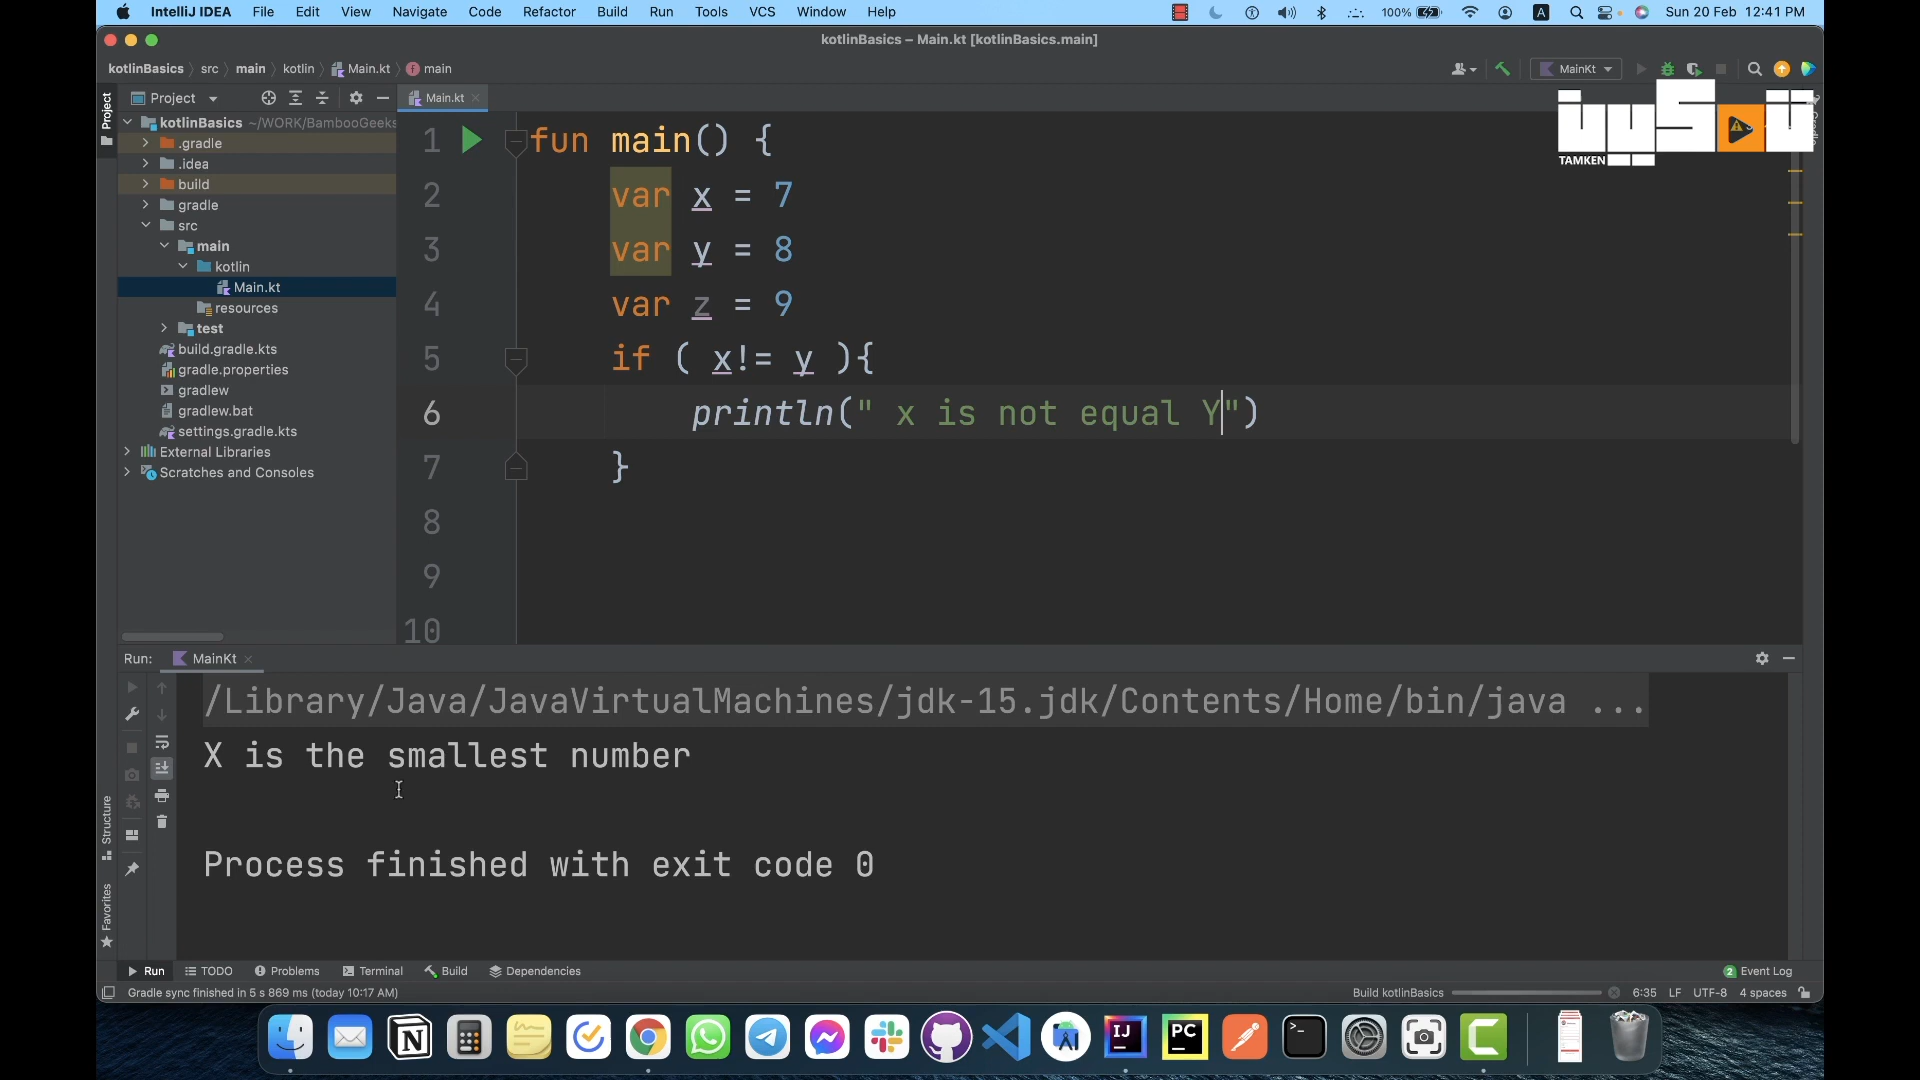 IntelliJ IDEA File Edit View Navigate Code Refactor Build Run Tools VCS Window Help 100% A Sun 20 Feb 12:41 PM
kotlinBasics – Main.kt [kotlinBasics.main]
kotlinBasics src main kotlin Main.kt main MainKt
Project Project Main.kt
kotlinBasics ~/WORK/BambooGeeks
.gradle
.idea
build
gradle
src
main
kotlin
Main.kt
resources
test
build.gradle.kts
gradle.properties
gradlew
gradlew.bat
settings.gradle.kts
External Libraries
Scratches and Consoles
1 fun main() {
2 var x = 7
3 var y = 8
4 var z = 9
5 if ( x!= y ){
6 println(" x is not equal Y")
7 }
8
9
10
TAMKEN
Run: MainKt
/Library/Java/JavaVirtualMachines/jdk-15.jdk/Contents/Home/bin/java ...
X is the smallest number
Process finished with exit code 0
Structure
Favorites
Run TODO Problems Terminal Build Dependencies 2 Event Log
Gradle sync finished in 5 s 869 ms (today 10:17 AM) Build kotlinBasics 6:35 LF UTF-8 4 spaces
IJ PC